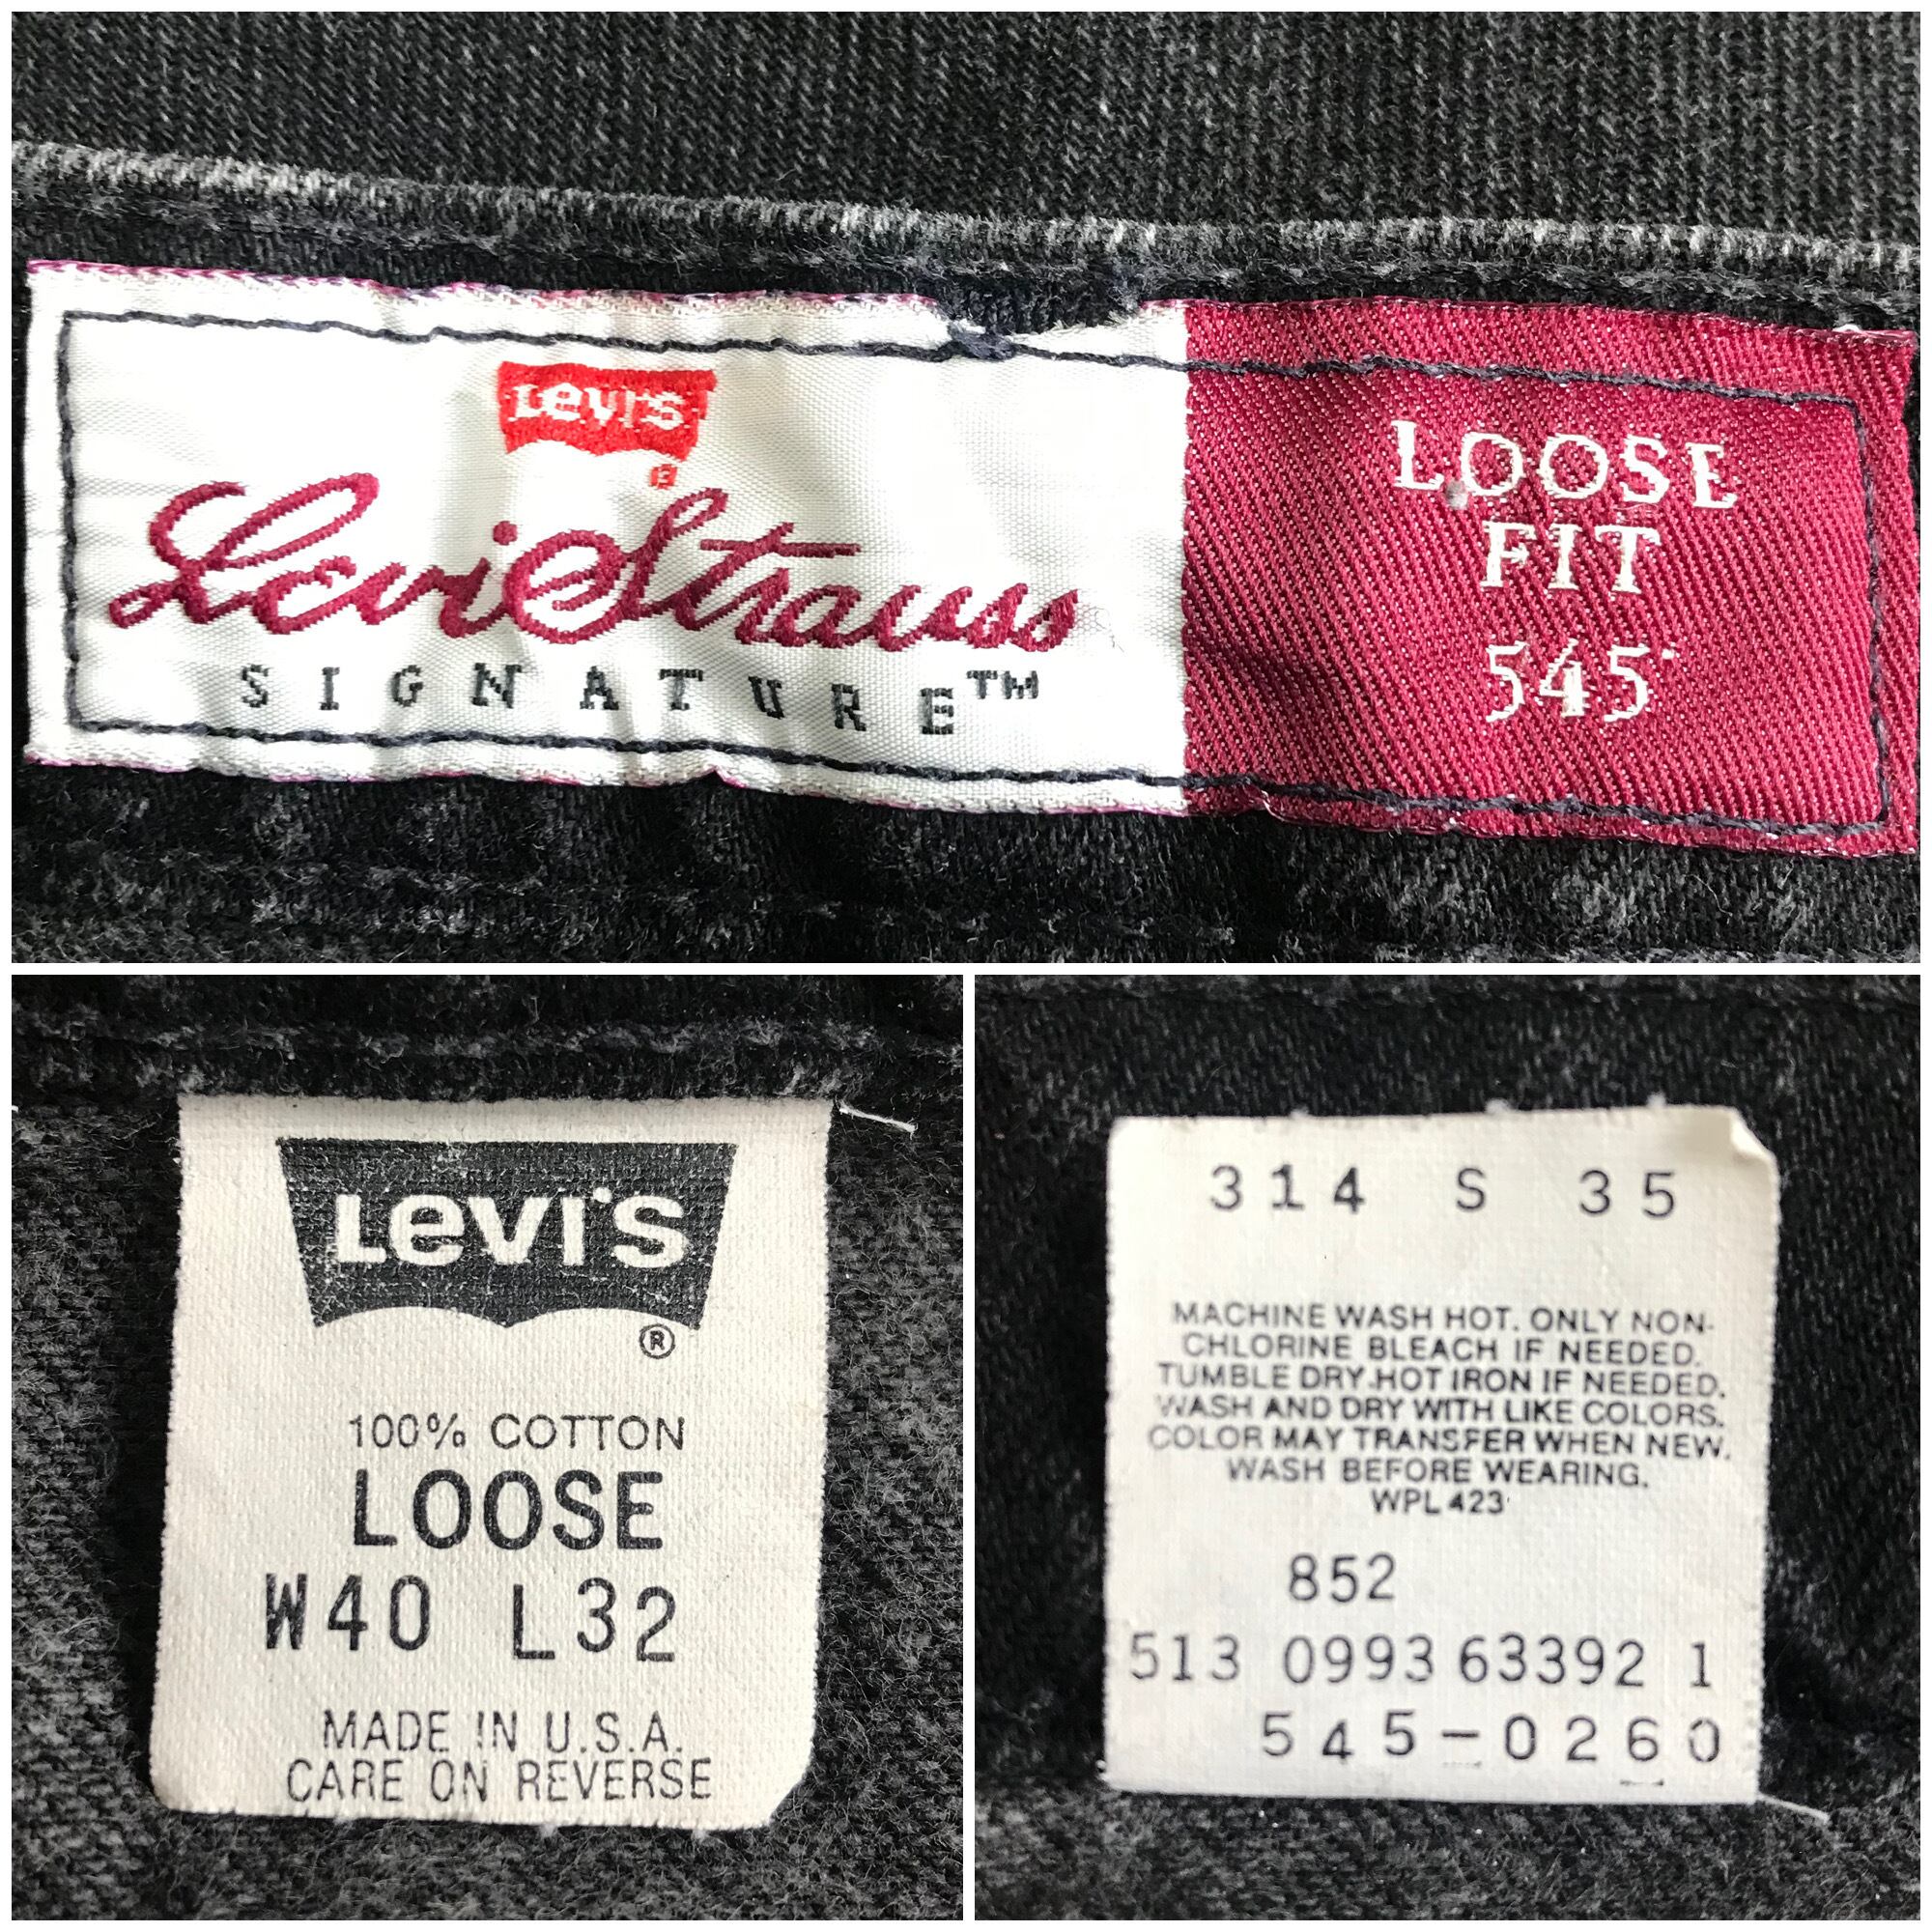 Levi's
®
Levi Strauss
SIGNATURE™
LOOSE
FIT
545
Levi's
®
100% COTTON
LOOSE
W40 L32
MADE IN U.S.A.
CARE ON REVERSE
314 S 35
MACHINE WASH HOT. ONLY NON-
CHLORINE BLEACH IF NEEDED.
TUMBLE DRY.HOT IRON IF NEEDED.
WASH AND DRY WITH LIKE COLORS.
COLOR MAY TRANSFER WHEN NEW.
WASH BEFORE WEARING.
WPL 423
852
513 0993 63392 1
545-0260